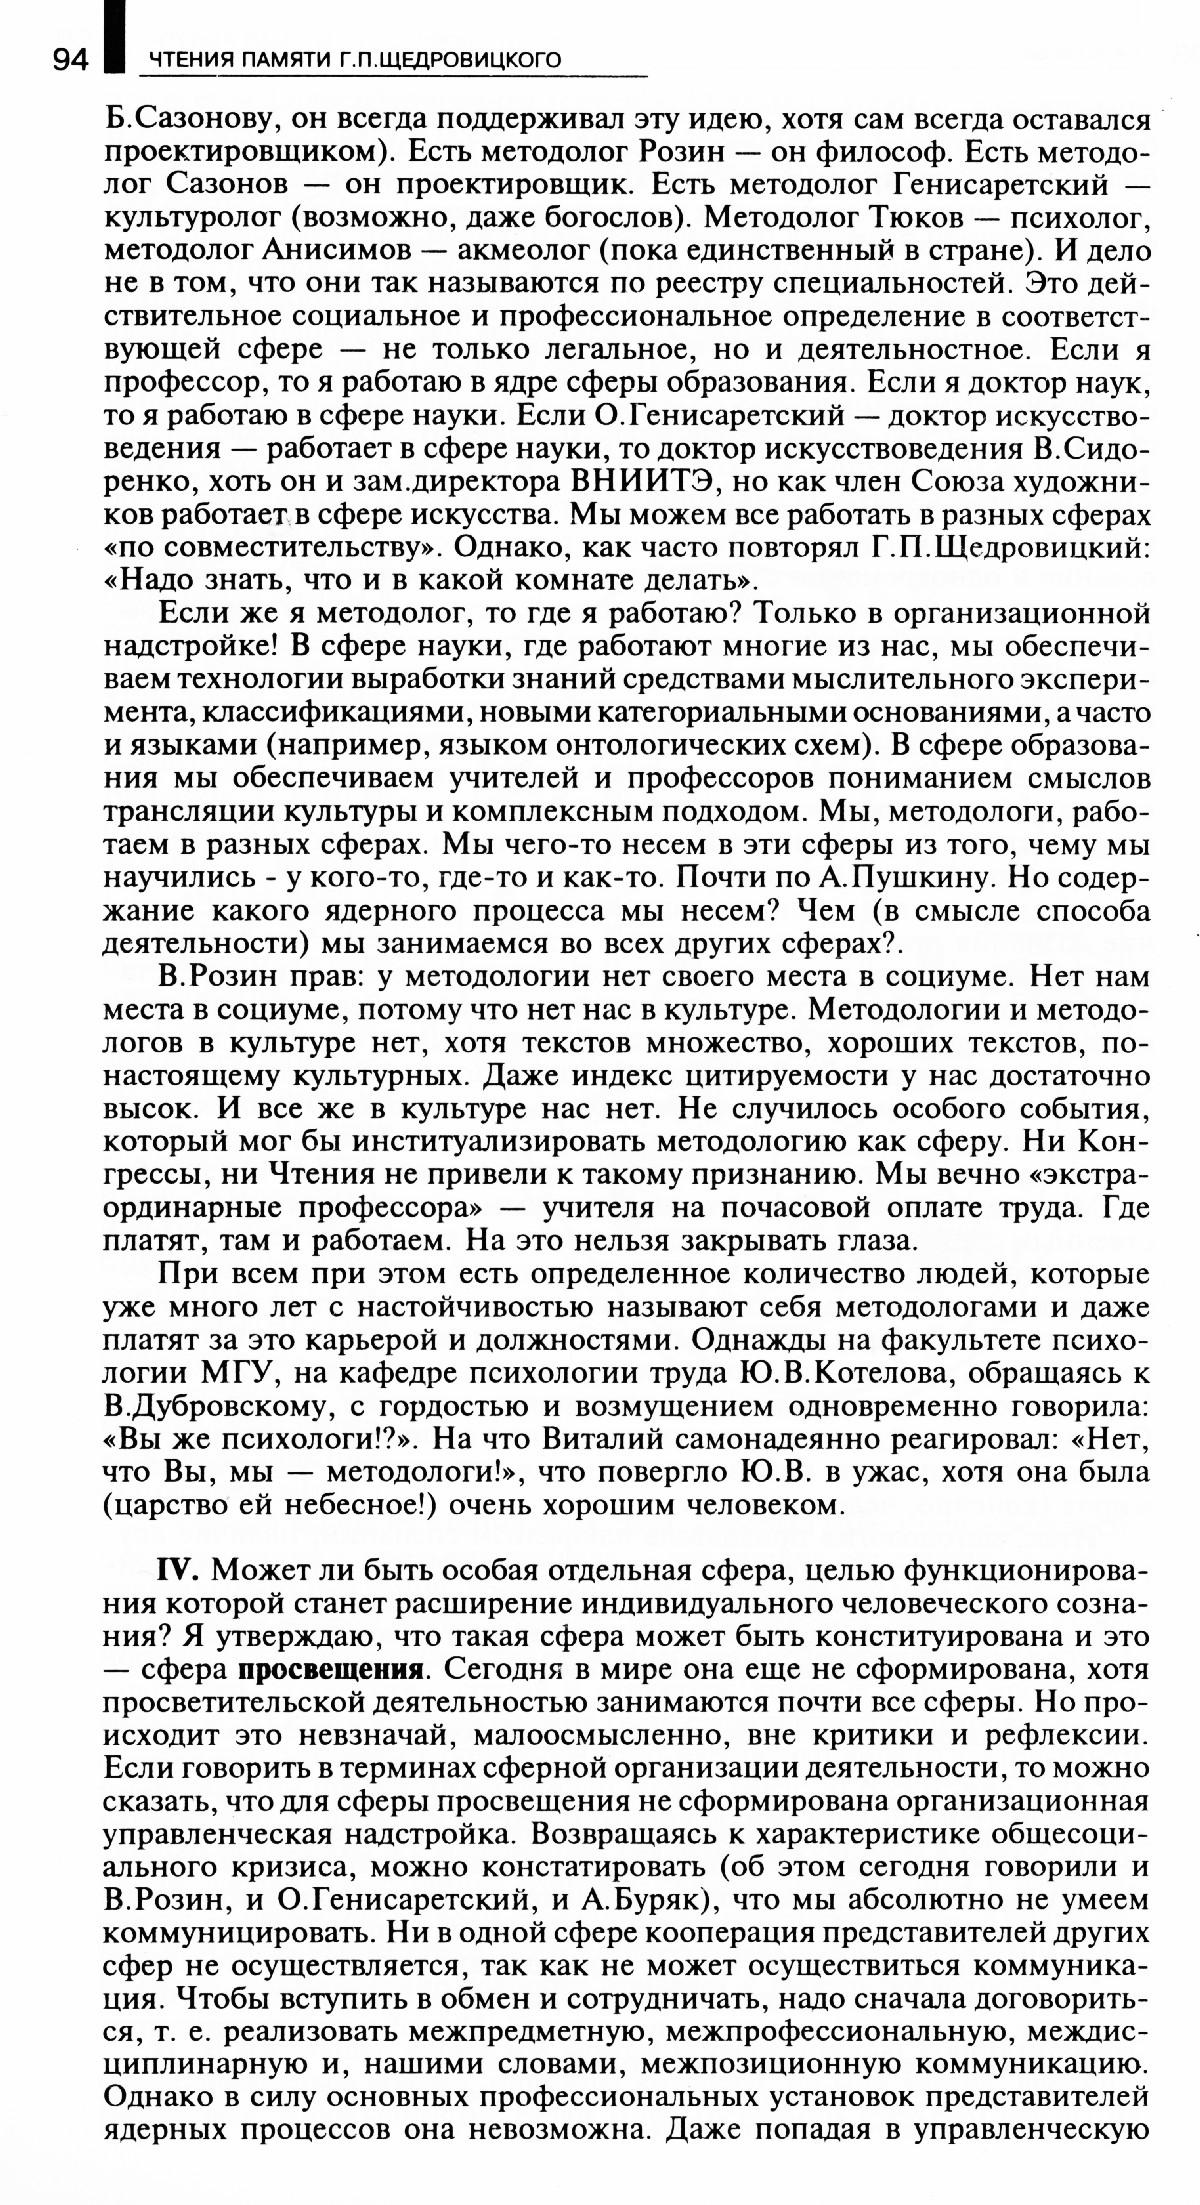 94 ЧТЕНИЯ ПАМЯТИ Г.П.ЩЕДРОВИЦКОГО
Б.Сазонову, он всегда поддерживал эту идею, хотя сам всегда оставался
проектировщиком). Есть методолог Розин — он философ. Есть методо-
лог Сазонов — он проектировщик. Есть методолог Генисаретский —
культуролог (возможно, даже богослов). Методолог Тюков — психолог,
методолог Анисимов — акмеолог (пока единственный в стране). И дело
не в том, что они так называются по реестру специальностей. Это дей-
ствительное социальное и профессиональное определение в соответст-
вующей сфере — не только легальное, но и деятельностное. Если я
профессор, то я работаю в ядре сферы образования. Если я доктор наук,
то я работаю в сфере науки. Если О.Генисаретский — доктор искусство-
ведения — работает в сфере науки, то доктор искусствоведения В.Сидо-
ренко, хоть он и зам.директора ВНИИТЭ, но как член Союза художни-
ков работает в сфере искусства. Мы можем все работать в разных сферах
«по совместительству». Однако, как часто повторял Г.П.Щедровицкий:
«Надо знать, что и в какой комнате делать».
Если же я методолог, то где я работаю? Только в организационной
надстройке! В сфере науки, где работают многие из нас, мы обеспечи-
ваем технологии выработки знаний средствами мыслительного экспери-
мента, классификациями, новыми категориальными основаниями, а часто
и языками (например, языком онтологических схем). В сфере образова-
ния мы обеспечиваем учителей и профессоров пониманием смыслов
трансляции культуры и комплексным подходом. Мы, методологи, рабо-
таем в разных сферах. Мы чего-то несем в эти сферы из того, чему мы
научились - у кого-то, где-то и как-то. Почти по А.Пушкину. Но содер-
жание какого ядерного процесса мы несем? Чем (в смысле способа
деятельности) мы занимаемся во всех других сферах?.
В.Розин прав: у методологии нет своего места в социуме. Нет нам
места в социуме, потому что нет нас в культуре. Методологии и методо-
логов в культуре нет, хотя текстов множество, хороших текстов, по-
настоящему культурных. Даже индекс цитируемости у нас достаточно
высок. И все же в культуре нас нет. Не случилось особого события,
который мог бы институализировать методологию как сферу. Ни Кон-
грессы, ни Чтения не привели к такому признанию. Мы вечно «экстра-
ординарные профессора» — учителя на почасовой оплате труда. Где
платят, там и работаем. На это нельзя закрывать глаза.
При всем при этом есть определенное количество людей, которые
уже много лет с настойчивостью называют себя методологами и даже
платят за это карьерой и должностями. Однажды на факультете психо-
логии МГУ, на кафедре психологии труда Ю.В.Котелова, обращаясь к
В.Дубровскому, с гордостью и возмущением одновременно говорила:
«Вы же психологи!?». На что Виталий самонадеянно реагировал: «Нет,
что Вы, мы — методологи!», что повергло Ю.В. в ужас, хотя она была
(царство ей небесное!) очень хорошим человеком.
IV. Может ли быть особая отдельная сфера, целью функционирова-
ния которой станет расширение индивидуального человеческого созна-
ния? Я утверждаю, что такая сфера может быть конституирована и это
— сфера просвещения. Сегодня в мире она еще не сформирована, хотя
просветительской деятельностью занимаются почти все сферы. Но про-
исходит это невзначай, малоосмысленно, вне критики и рефлексии.
Если говорить в терминах сферной организации деятельности, то можно
сказать, что для сферы просвещения не сформирована организационная
управленческая надстройка. Возвращаясь к характеристике общесоци-
ального кризиса, можно констатировать (об этом сегодня говорили и
В.Розин, и О.Генисаретский, и А.Буряк), что мы абсолютно не умеем
коммуницировать. Ни в одной сфере кооперация представителей других
сфер не осуществляется, так как не может осуществиться коммуника-
ция. Чтобы вступить в обмен и сотрудничать, надо сначала договорить-
ся, т. е. реализовать межпредметную, межпрофессиональную, междис-
циплинарную и, нашими словами, межпозиционную коммуникацию.
Однако в силу основных профессиональных установок представителей
ядерных процессов она невозможна. Даже попадая в управленческую